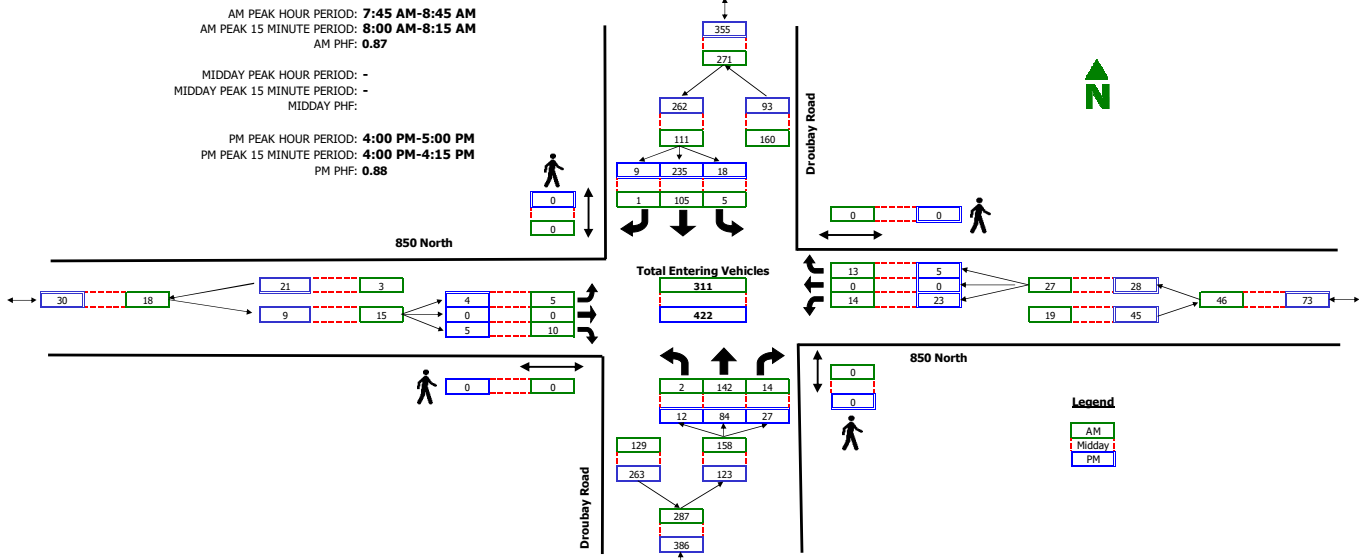 AM PEAK HOUR PERIOD: 7:45 AM-8:45 AM
AM PEAK 15 MINUTE PERIOD: 8:00 AM-8:15 AM
AM PHF: 0.87
MIDDAY PEAK HOUR PERIOD: -
MIDDAY PEAK 15 MINUTE PERIOD: -
MIDDAY PHF:
PM PEAK HOUR PERIOD: 4:00 PM-5:00 PM
PM PEAK 15 MINUTE PERIOD: 4:00 PM-4:15 PM
PM PHF: 0.88
355
271
262 93
111 160
9 235 18
1 105 5
Droubay Road
N
0
0
0 0
850 North
Total Entering Vehicles
311
422
30 18
21 3
9 15
4 5
0 0
5 10
13 5
0 0
14 23
27 28
19 45
46 73
850 North
0 0
2 142 14
12 84 27
129 158
263 123
287
386
Droubay Road
0
0
Legend
AM
Midday
PM